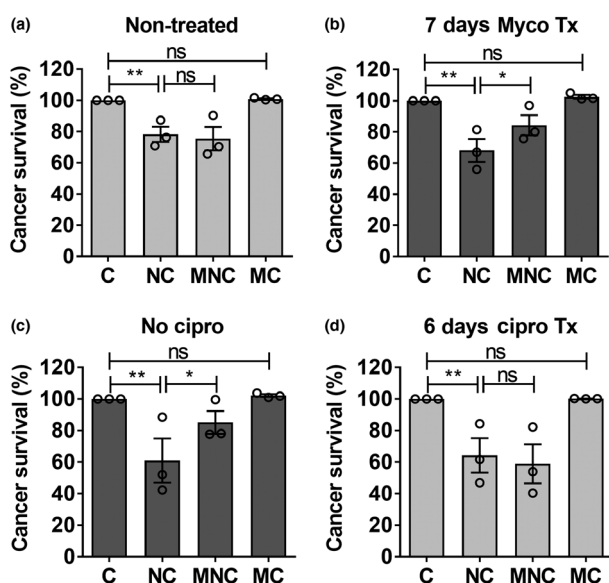 (a) Non-treated
ns
** ns
Cancer survival (%)
120
100
80
60
40
20
0
C NC MNC MC
(b) 7 days Myco Tx
ns
** *
Cancer survival (%)
120
100
80
60
40
20
0
C NC MNC MC
(c) No cipro
ns
** *
Cancer survival (%)
120
100
80
60
40
20
0
C NC MNC MC
(d) 6 days cipro Tx
ns
** ns
Cancer survival (%)
120
100
80
60
40
20
0
C NC MNC MC